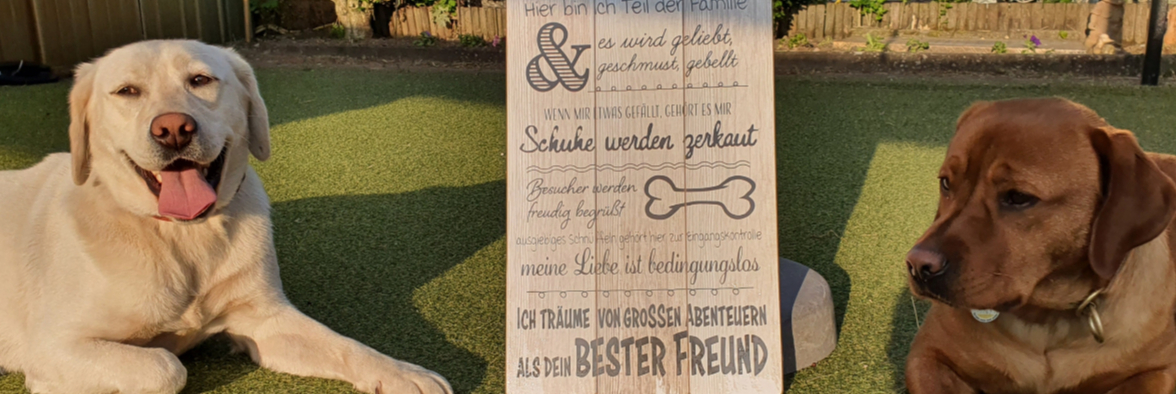 Hier bin ich Teil der Familie
& es wird geliebt,
geschmust, gebellt
WENN MIR ETWAS GEFÄLLT, GEHÖRT ES MIR
Schuhe werden zerkaut
Besucher werden
freudig begrüßt
ausgiebiges Schnüffeln gehört hier zur Eingangskontrolle
meine Liebe ist bedingungslos
ICH TRÄUME VON GROSSEN ABENTEUERN
ALS DEIN BESTER FREUND